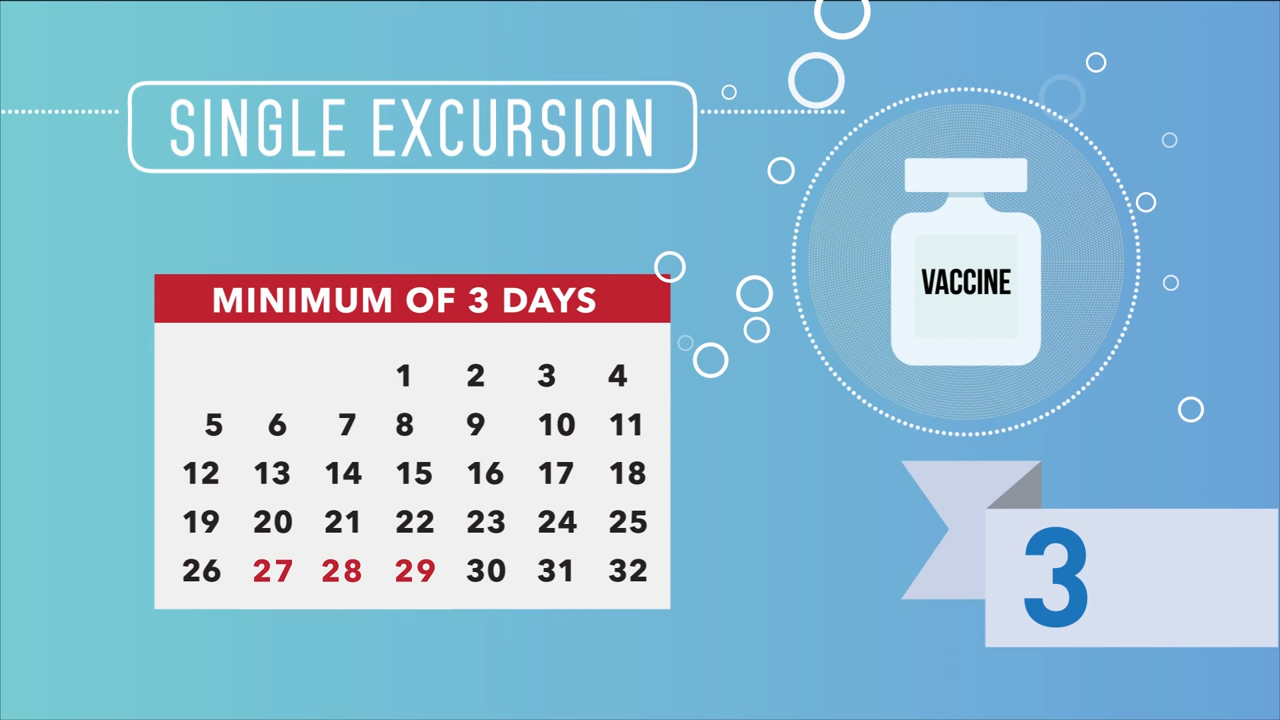 SINGLE EXCURSION
VACCINE
MINIMUM OF 3 DAYS
1 2 3 4
5 6 7 8 9 10 11
12 13 14 15 16 17 18
19 20 21 22 23 24 25
26 27 28 29 30 31 32
3